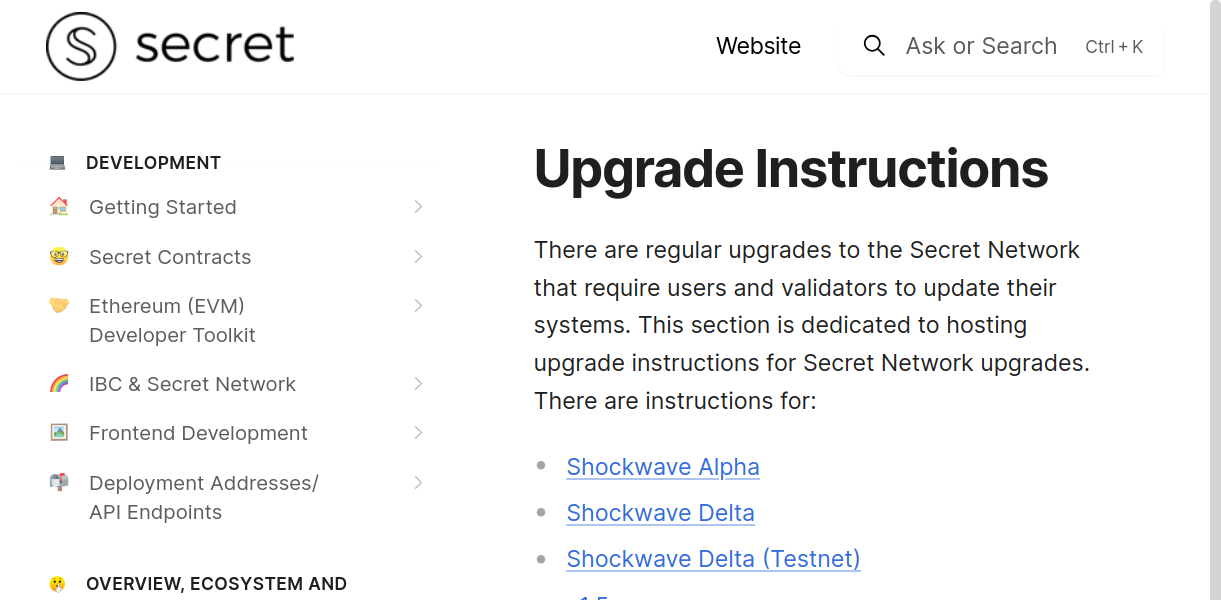 secret
Website
Ask or Search Ctrl + K
DEVELOPMENT
Getting Started
Secret Contracts
Ethereum (EVM)
Developer Toolkit
IBC & Secret Network
Frontend Development
Deployment Addresses/
API Endpoints
OVERVIEW, ECOSYSTEM AND
Upgrade Instructions
There are regular upgrades to the Secret Network
that require users and validators to update their
systems. This section is dedicated to hosting
upgrade instructions for Secret Network upgrades.
There are instructions for:
Shockwave Alpha
Shockwave Delta
Shockwave Delta (Testnet)